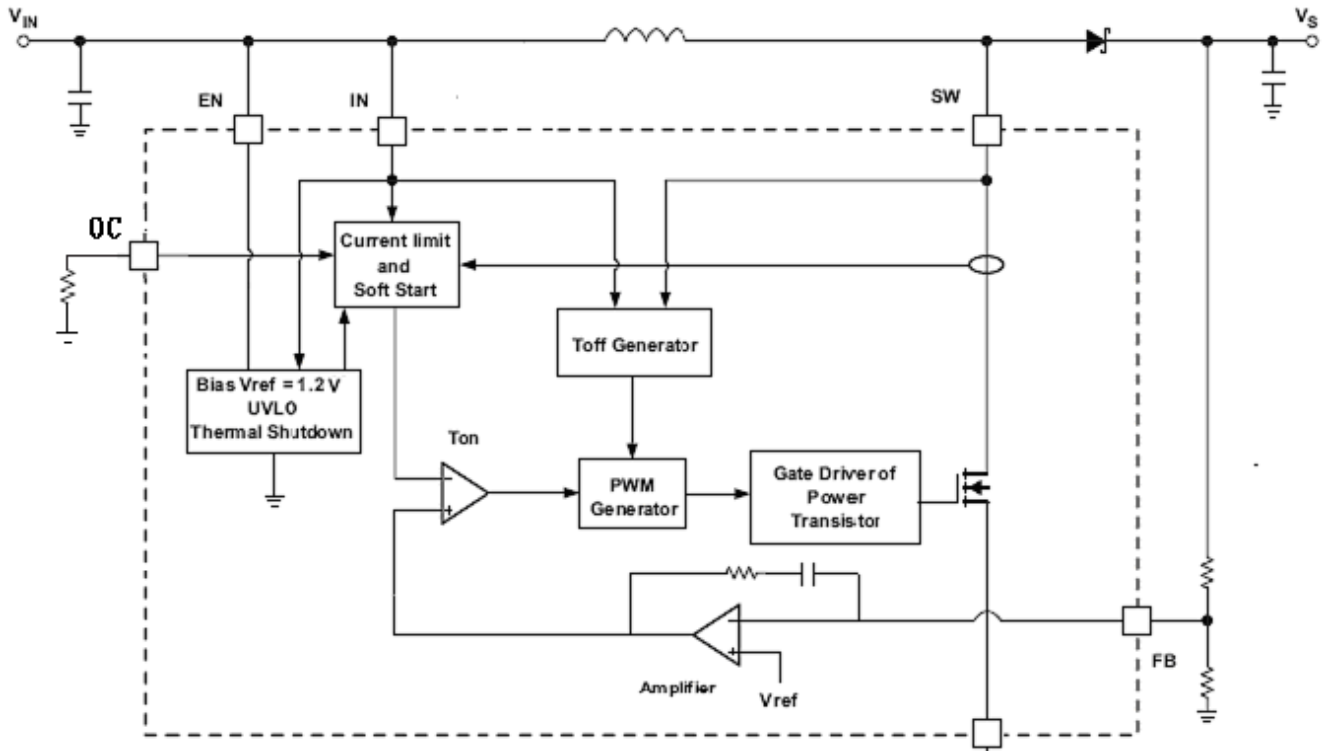 VIN
VS
EN
IN
SW
OC
Current limit
and
Soft Start
Toff Generator
Bias Vref = 1.2 V
UVLO
Thermal Shutdown
Ton
PWM
Generator
Gate Driver of
Power
Transistor
FB
Amplifier
Vref